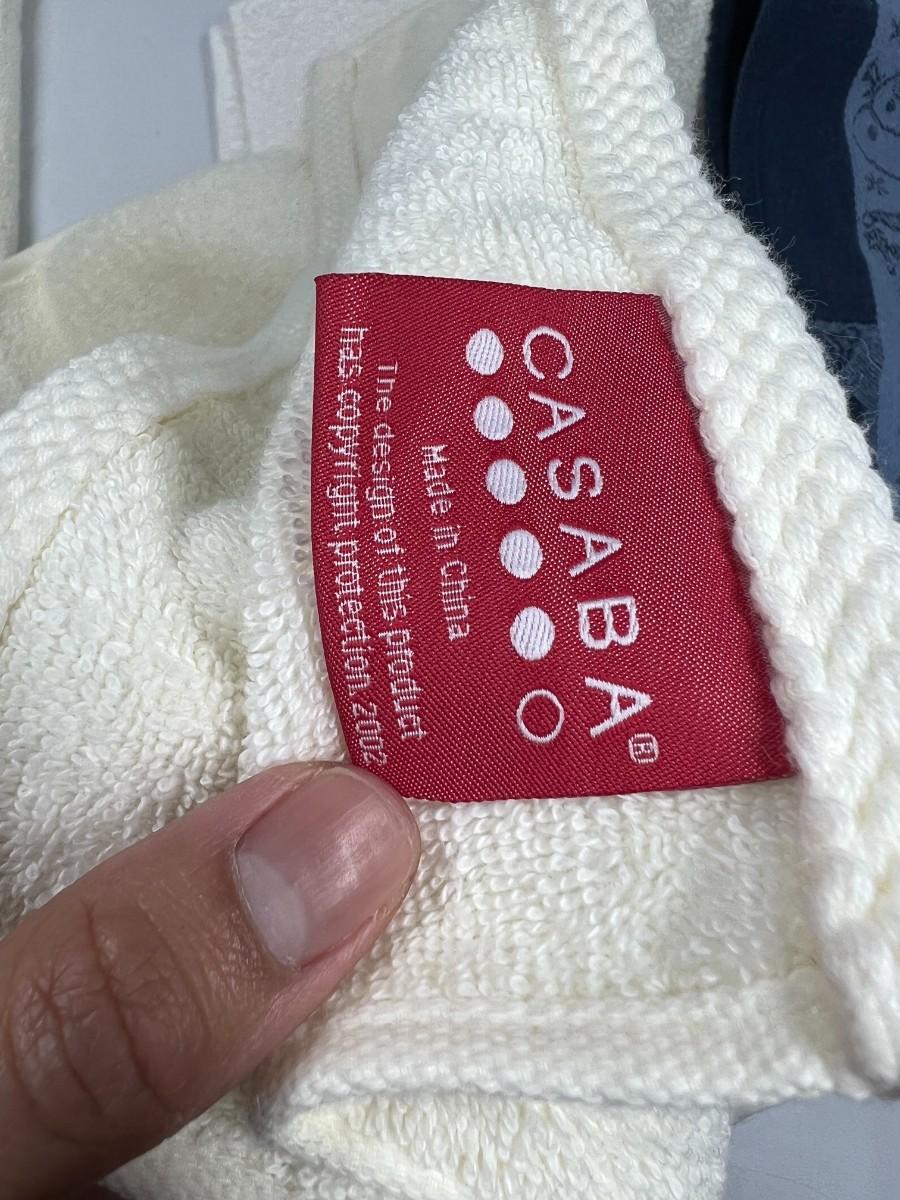 CASABA®
Made in China
The design of this product
has copyright protection 2002